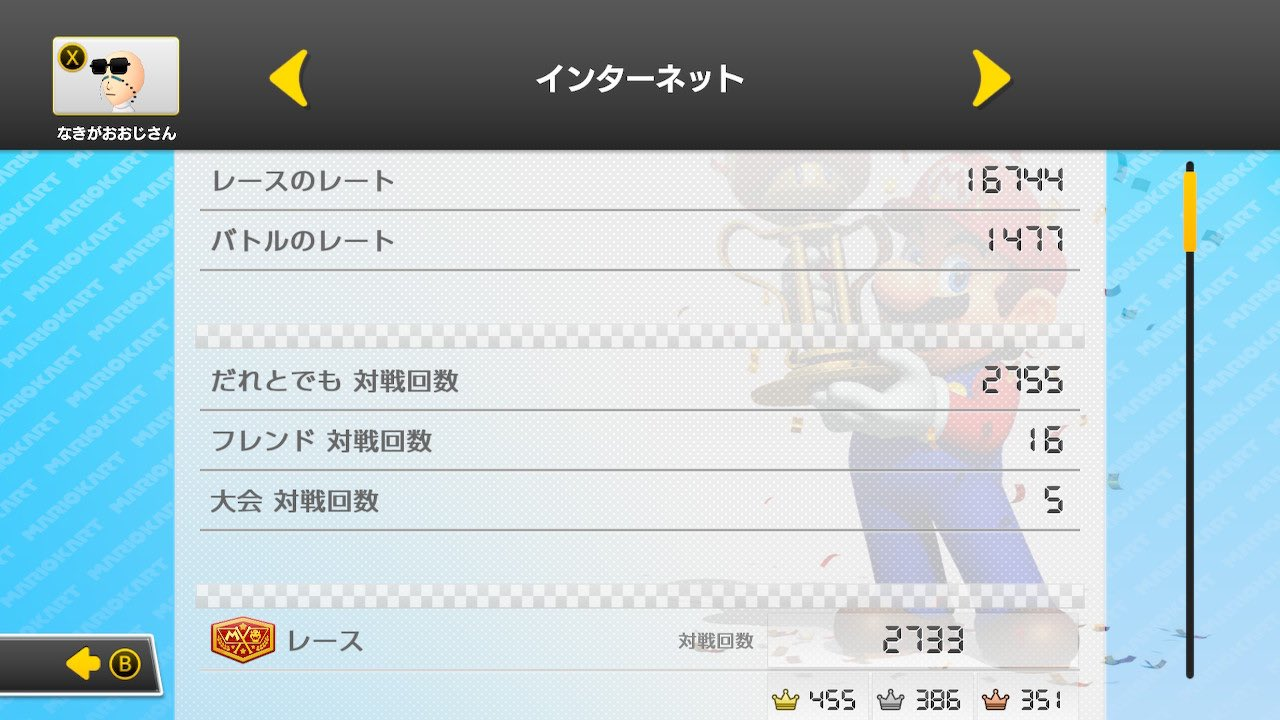 X
インターネット
なきがおおじさん
レースのレート 16744
バトルのレート 1477
だれとでも 対戦回数 2755
フレンド 対戦回数 16
大会 対戦回数 5
レース 対戦回数 2733
455 386 351
B
MARIOKART